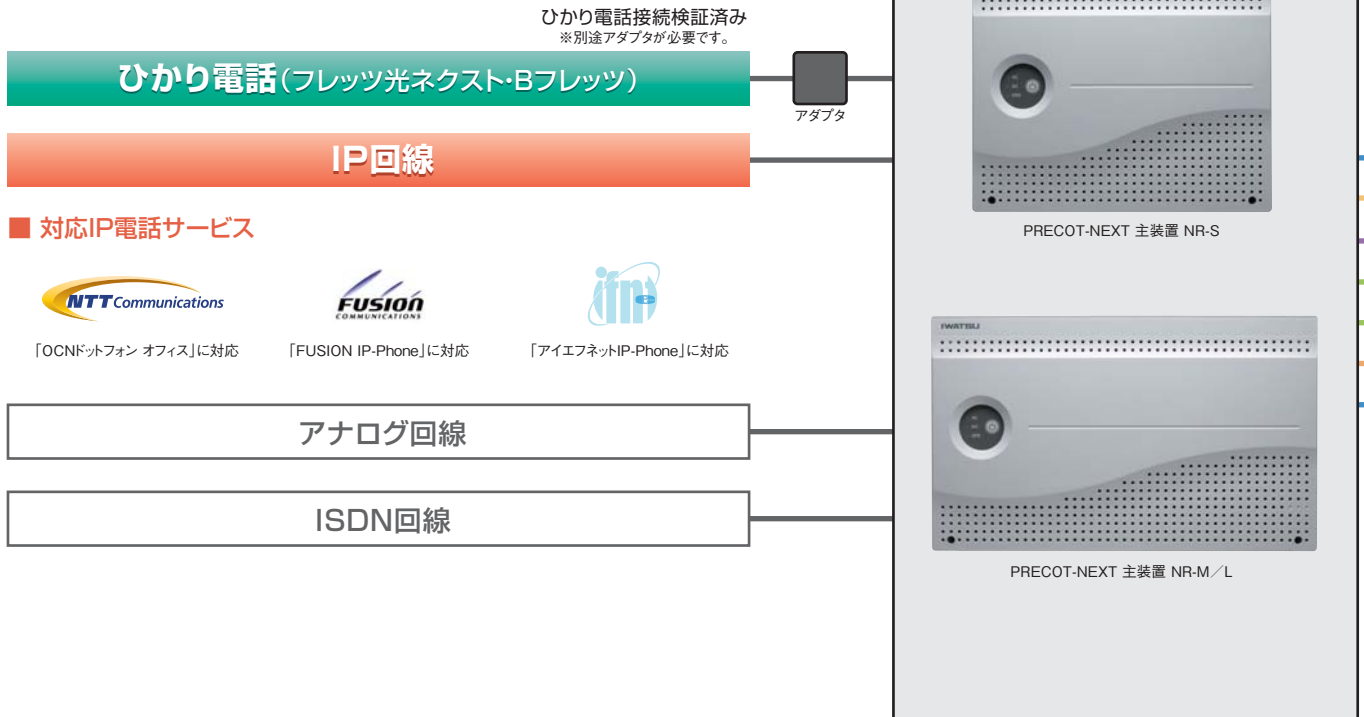 ひかり電話接続検証済み
※別途アダプタが必要です。
ひかり電話(フレッツ光ネクスト・Bフレッツ)
アダプタ
IP回線
■ 対応IP電話サービス
NTT Communications
FUSION
COMMUNICATIONS
ifnet
「OCNドットフォン オフィス」に対応
「FUSION IP-Phone」に対応
「アイエフネットIP-Phone」に対応
アナログ回線
ISDN回線
PRECOT-NEXT 主装置 NR-S
IWATSU
PRECOT-NEXT 主装置 NR-M／L